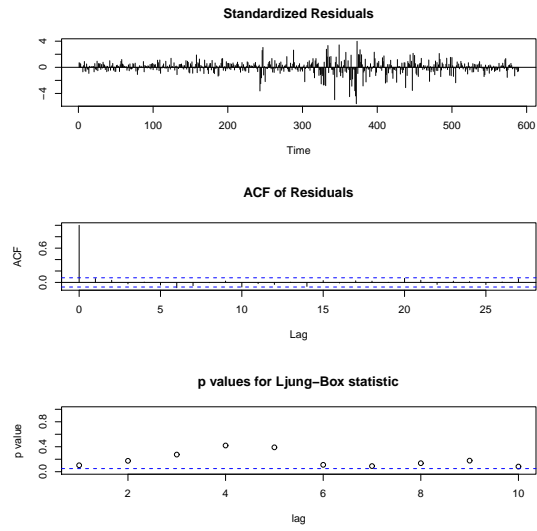 Standardized Residuals
4
0
−4
0 100 200 300 400 500 600
Time
ACF of Residuals
ACF
0.6
0.0
0 5 10 15 20 25
Lag
p values for Ljung−Box statistic
p value
0.8
0.4
0.0
2 4 6 8 10
lag